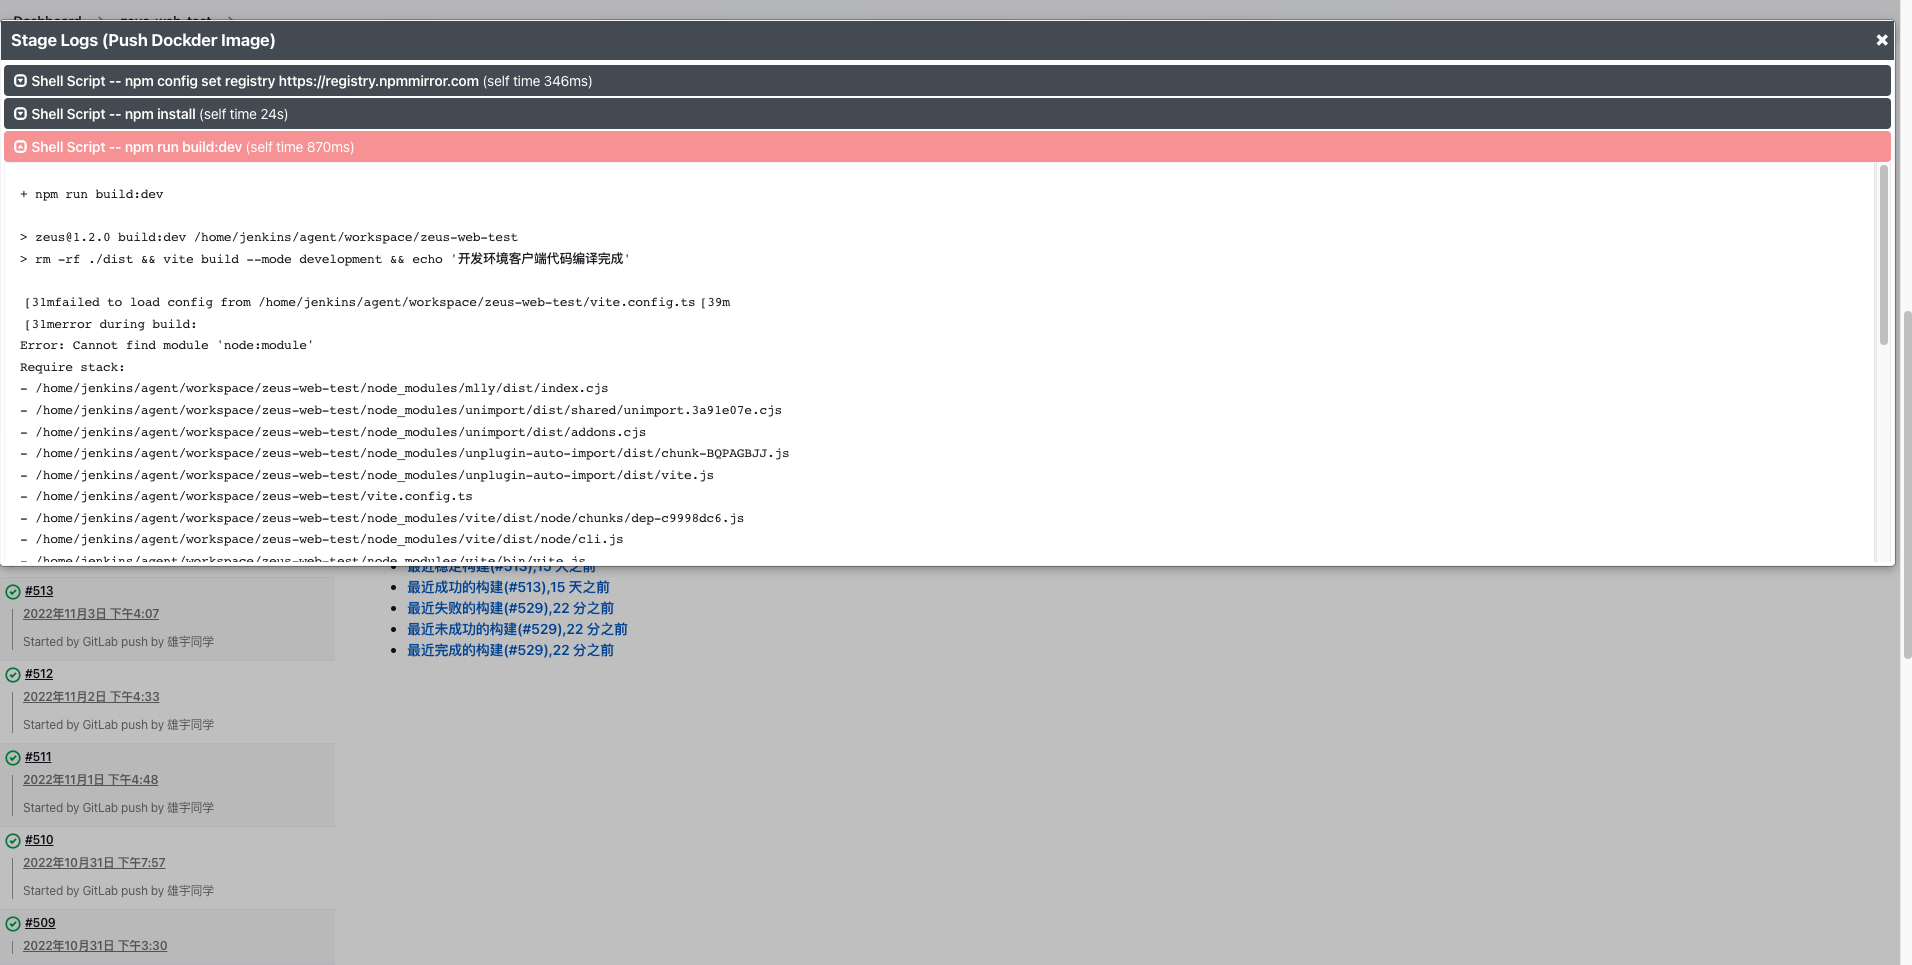 Dashboard > zeus-web-test >
Stage Logs (Push Dockder Image)
Shell Script -- npm config set registry https://registry.npmmirror.com (self time 346ms)
Shell Script -- npm install (self time 24s)
Shell Script -- npm run build:dev (self time 870ms)
+ npm run build:dev
> zeus@1.2.0 build:dev /home/jenkins/agent/workspace/zeus-web-test
> rm -rf ./dist && vite build --mode development && echo '开发环境客户端代码编译完成'
[31mfailed to load config from /home/jenkins/agent/workspace/zeus-web-test/vite.config.ts[39m
[31merror during build:
Error: Cannot find module 'node:module'
Require stack:
- /home/jenkins/agent/workspace/zeus-web-test/node_modules/mlly/dist/index.cjs
- /home/jenkins/agent/workspace/zeus-web-test/node_modules/unimport/dist/shared/unimport.3a91e07e.cjs
- /home/jenkins/agent/workspace/zeus-web-test/node_modules/unimport/dist/addons.cjs
- /home/jenkins/agent/workspace/zeus-web-test/node_modules/unplugin-auto-import/dist/chunk-BQPAGBJJ.js
- /home/jenkins/agent/workspace/zeus-web-test/node_modules/unplugin-auto-import/dist/vite.js
- /home/jenkins/agent/workspace/zeus-web-test/vite.config.ts
- /home/jenkins/agent/workspace/zeus-web-test/node_modules/vite/dist/node/chunks/dep-c9998dc6.js
- /home/jenkins/agent/workspace/zeus-web-test/node_modules/vite/dist/node/cli.js
- /home/jenkins/agent/workspace/zeus-web-test/node_modules/vite/bin/vite.js
最近稳定构建(#513),15 天之前
最近成功的构建(#513),15 天之前
最近失败的构建(#529),22 分之前
最近未成功的构建(#529),22 分之前
最近完成的构建(#529),22 分之前
#513
2022年11月3日 下午4:07
Started by GitLab push by 雄宇同学
#512
2022年11月2日 下午4:33
Started by GitLab push by 雄宇同学
#511
2022年11月1日 下午4:48
Started by GitLab push by 雄宇同学
#510
2022年10月31日 下午7:57
Started by GitLab push by 雄宇同学
#509
2022年10月31日 下午3:30